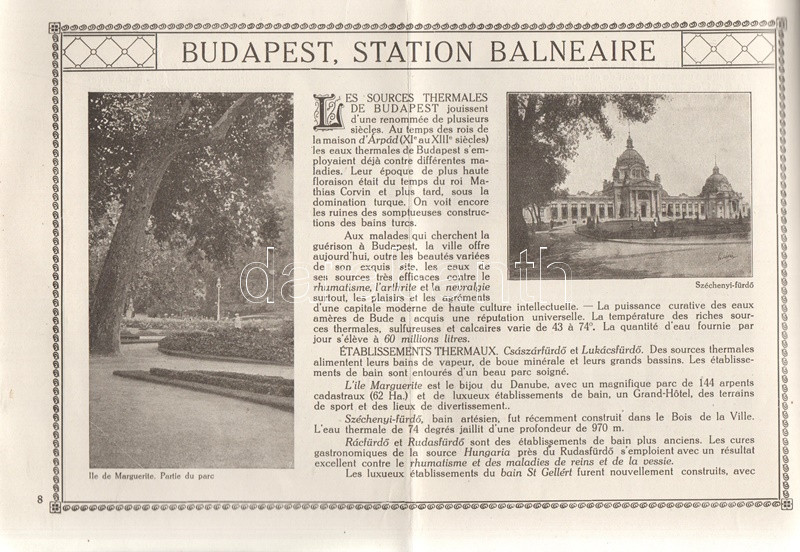 BUDAPEST, STATION BALNEAIRE
LES SOURCES THERMALES
DE BUDAPEST jouissent
d'une renommée de plusieurs
siècles. Au temps des rois de
la maison d'Árpád (XIe au XIIIe siècles)
les eaux thermales de Budapest s'em-
ployaient déjà contre différentes ma-
ladies. Leur époque de plus haute
floraison était du temps du roi Ma-
thias Corvin et plus tard, sous la
domination turque. On voit encore
les ruines des somptueuses construc-
tions des bains turcs.
Aux malades qui cherchent la
guérison à Budapest, la ville offre
aujourd'hui, outre les beautés variées
de son exquis site, les eaux de
ses sources très efficaces contre le
rhumatisme, l'arthrite et la nevralgie
surtout, les plaisirs et les agréments
d'une capitale moderne de haute culture intellectuelle. — La puissance curative des eaux
amères de Bude a acquis une réputation universelle. La température des riches sour-
ces thermales, sulfureuses et calcaires varie de 43 à 74°. La quantité d'eau fournie par
jour s'élève à 60 millions litres.
ÉTABLISSEMENTS THERMAUX. Császárfürdő et Lukácsfürdő. Des sources thermales
alimentent leurs bains de vapeur, de boue minérale et leurs grands bassins. Les établisse-
ments de bain sont entourés d'un beau parc soigné.
L'île Marguerite est le bijou du Danube, avec un magnifique parc de 144 arpents
cadastraux (62 Ha.) et de luxueux établissements de bain, un Grand-Hôtel, des terrains
de sport et des lieux de divertissement..
Széchenyi-fürdő, bain artésien, fut récemment construit dans le Bois de la Ville.
L'eau thermale de 74 degrés jaillit d'une profondeur de 970 m.
Rácfürdő et Rudasfürdő sont des établissements de bain plus anciens. Les cures
gastronomiques de la source Hungaria près du Rudasfürdő s'emploient avec un résultat
excellent contre le rhumatisme et des maladies de reins et de la vessie.
Les luxueux établissements du bain St Gellért furent nouvellement construits, avec
Széchenyi-fürdő
Ile de Marguerite. Partie du parc
8
darabanth